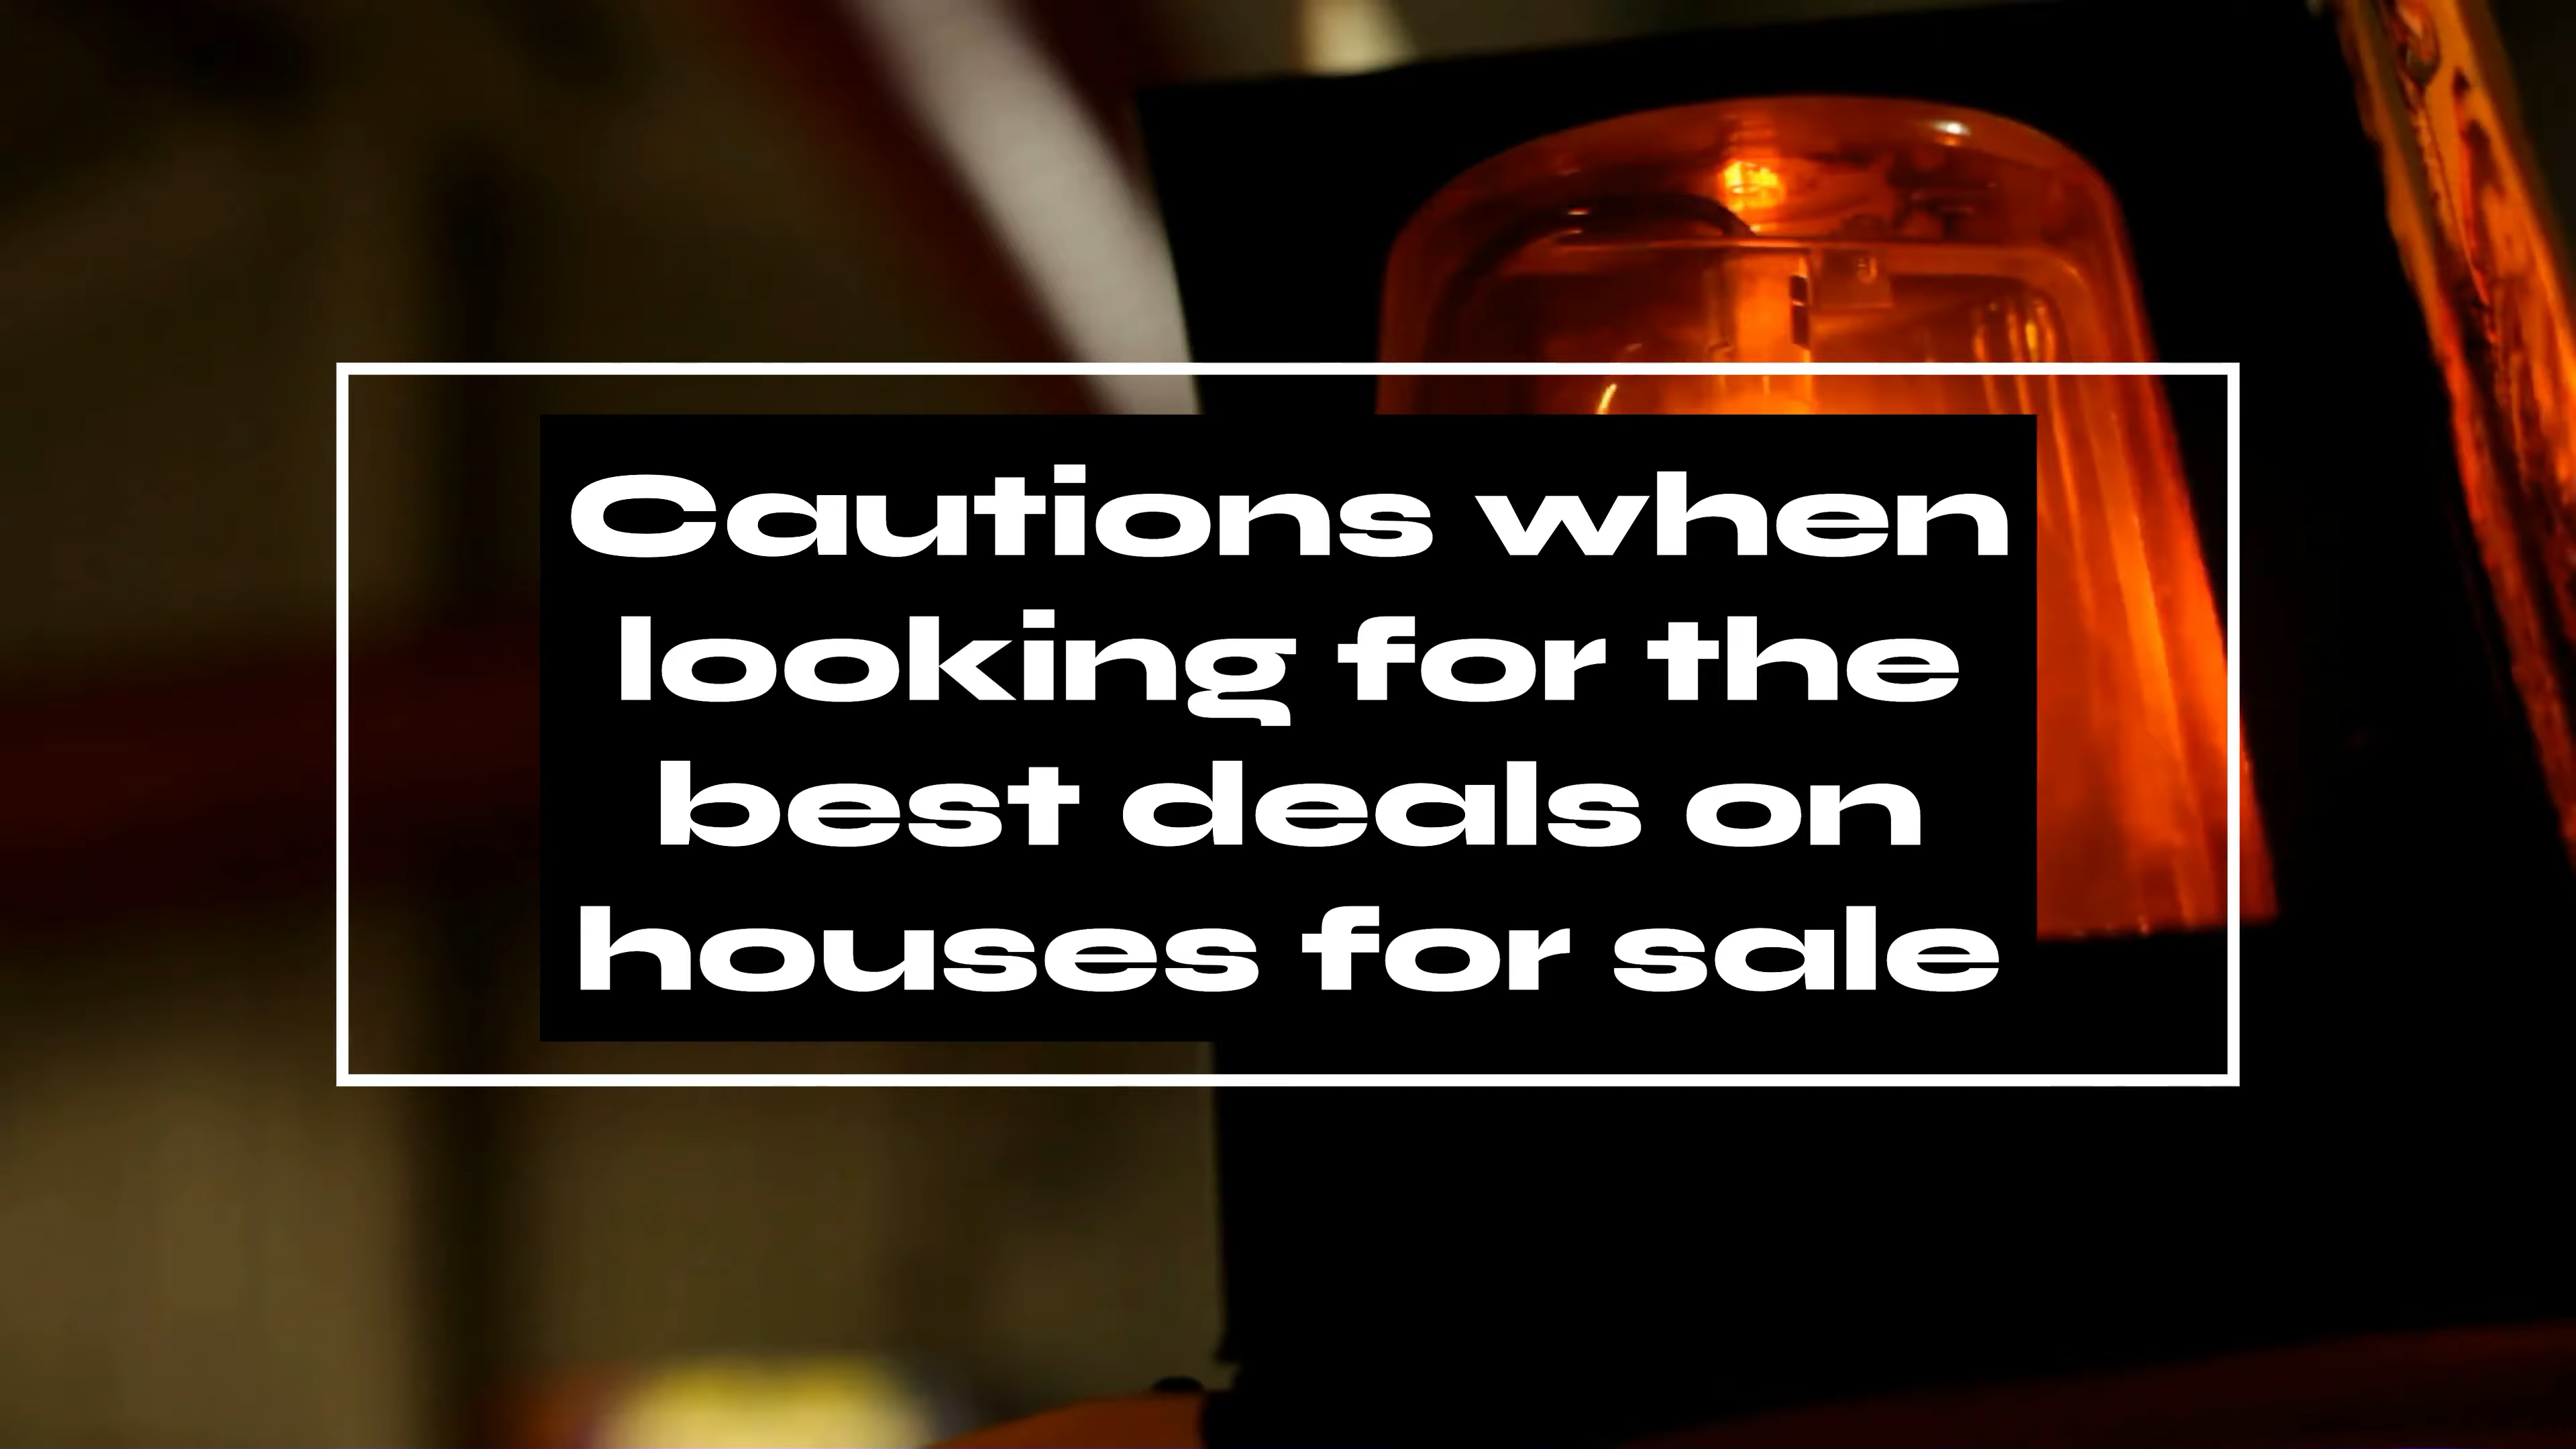 Cautions when
looking for the
best deals on
houses for sale